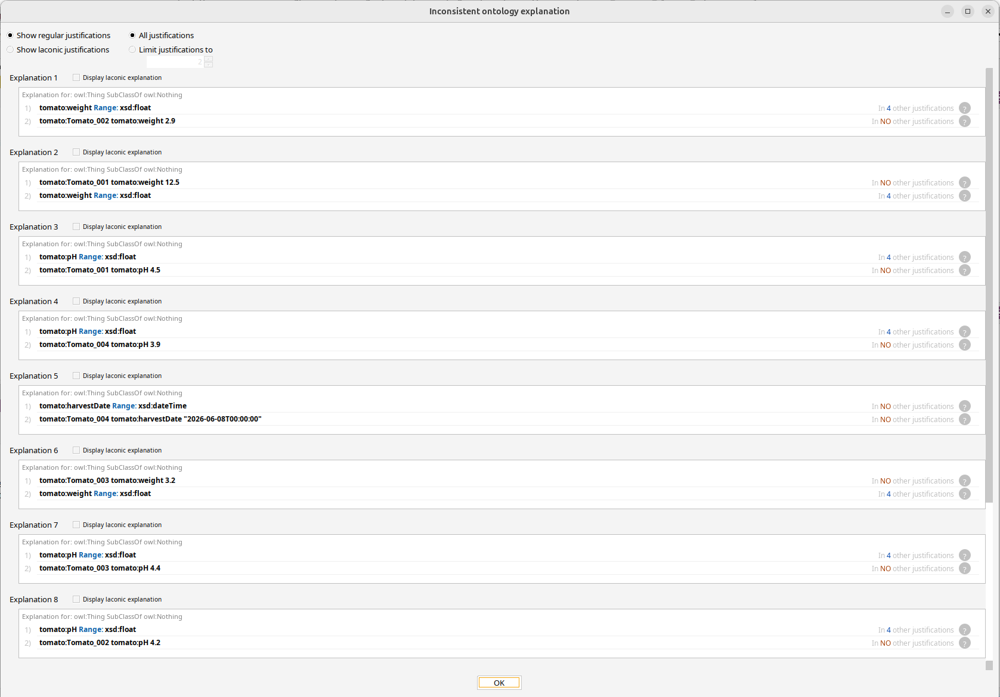 Inconsistent ontology explanation
Show regular justifications All justifications
Show laconic justifications Limit justifications to
2
Explanation 1 Display laconic explanation
Explanation for: owl:Thing SubClassOf owl:Nothing
1) tomato:weight Range: xsd:float In 4 other justifications ?
2) tomato:Tomato_002 tomato:weight 2.9 In NO other justifications ?
Explanation 2 Display laconic explanation
Explanation for: owl:Thing SubClassOf owl:Nothing
1) tomato:Tomato_001 tomato:weight 12.5 In NO other justifications ?
2) tomato:weight Range: xsd:float In 4 other justifications ?
Explanation 3 Display laconic explanation
Explanation for: owl:Thing SubClassOf owl:Nothing
1) tomato:pH Range: xsd:float In 4 other justifications ?
2) tomato:Tomato_001 tomato:pH 4.5 In NO other justifications ?
Explanation 4 Display laconic explanation
Explanation for: owl:Thing SubClassOf owl:Nothing
1) tomato:pH Range: xsd:float In 4 other justifications ?
2) tomato:Tomato_004 tomato:pH 3.9 In NO other justifications ?
Explanation 5 Display laconic explanation
Explanation for: owl:Thing SubClassOf owl:Nothing
1) tomato:harvestDate Range: xsd:dateTime In NO other justifications ?
2) tomato:Tomato_004 tomato:harvestDate "2026-06-08T00:00:00" In NO other justifications ?
Explanation 6 Display laconic explanation
Explanation for: owl:Thing SubClassOf owl:Nothing
1) tomato:Tomato_003 tomato:weight 3.2 In NO other justifications ?
2) tomato:weight Range: xsd:float In 4 other justifications ?
Explanation 7 Display laconic explanation
Explanation for: owl:Thing SubClassOf owl:Nothing
1) tomato:pH Range: xsd:float In 4 other justifications ?
2) tomato:Tomato_003 tomato:pH 4.4 In NO other justifications ?
Explanation 8 Display laconic explanation
Explanation for: owl:Thing SubClassOf owl:Nothing
1) tomato:pH Range: xsd:float In 4 other justifications ?
2) tomato:Tomato_002 tomato:pH 4.2 In NO other justifications ?
OK